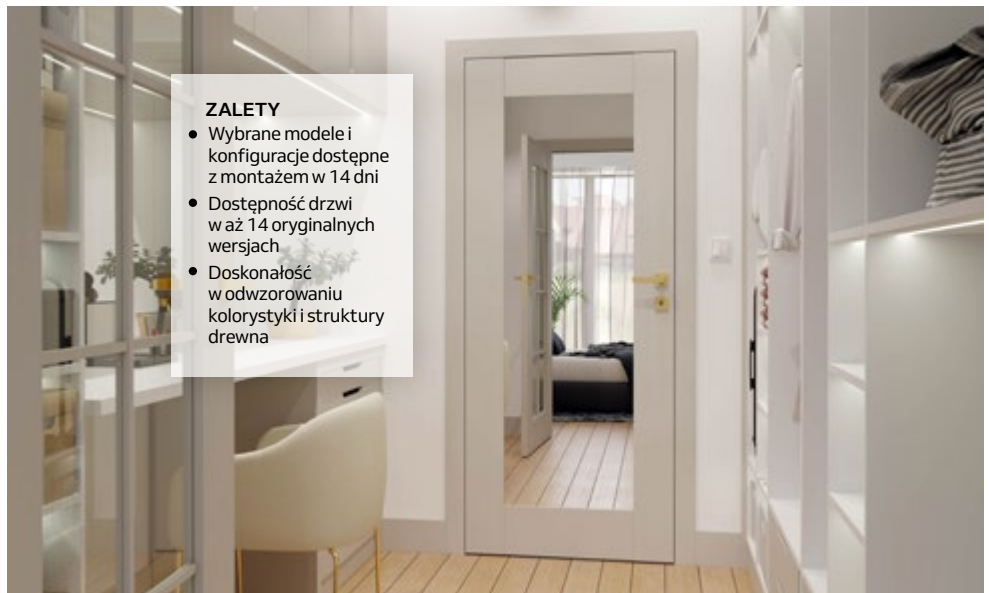 ZALETY
• Wybrane modele i
konfiguracje dostępne
z montażem w 14 dni
• Dostępność drzwi
w aż 14 oryginalnych
wersjach
• Doskonałość
w odwzorowaniu
kolorystyki i struktury
drewna